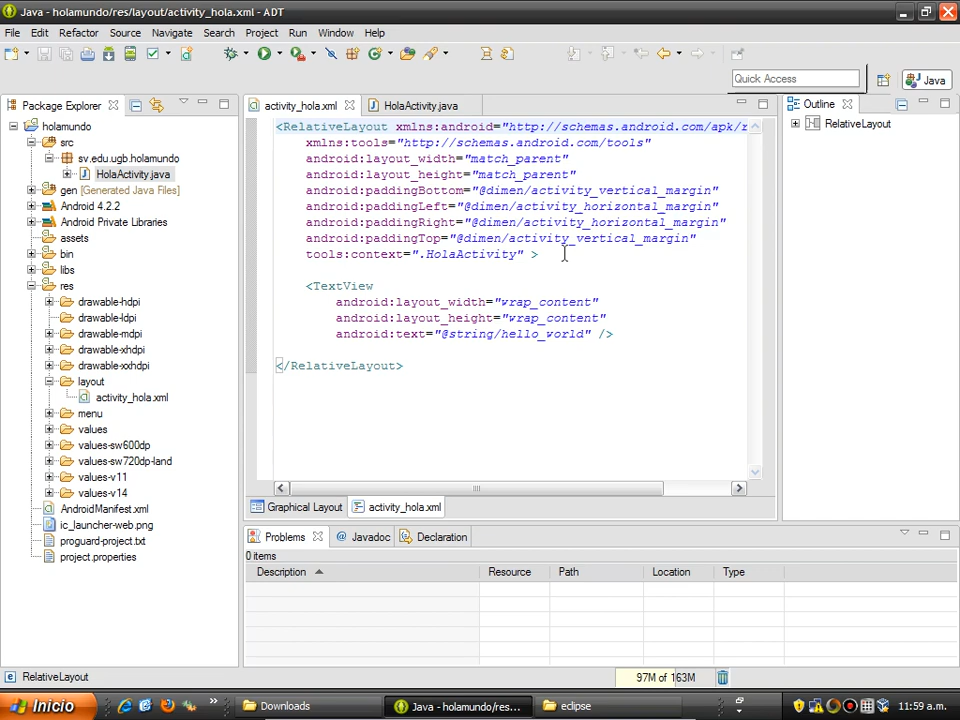 Java - holamundo/res/layout/activity_hola.xml - ADT
File Edit Refactor Source Navigate Search Project Run Window Help
Quick Access
Java
Package Explorer
activity_hola.xml
HolaActivity.java
Outline
holamundo
src
sv.edu.ugb.holamundo
HolaActivity.java
gen [Generated Java Files]
Android 4.2.2
Android Private Libraries
assets
bin
libs
res
drawable-hdpi
drawable-ldpi
drawable-mdpi
drawable-xhdpi
drawable-xxhdpi
layout
activity_hola.xml
menu
values
values-sw600dp
values-sw720dp-land
values-v11
values-v14
AndroidManifest.xml
ic_launcher-web.png
proguard-project.txt
project.properties
<RelativeLayout xmlns:android="http://schemas.android.com/apk/r
xmlns:tools="http://schemas.android.com/tools"
android:layout_width="match_parent"
android:layout_height="match_parent"
android:paddingBottom="@dimen/activity_vertical_margin"
android:paddingLeft="@dimen/activity_horizontal_margin"
android:paddingRight="@dimen/activity_horizontal_margin"
android:paddingTop="@dimen/activity_vertical_margin"
tools:context=".HolaActivity" >
<TextView
android:layout_width="wrap_content"
android:layout_height="wrap_content"
android:text="@string/hello_world" />
</RelativeLayout>
RelativeLayout
Graphical Layout
activity_hola.xml
Problems
Javadoc
Declaration
0 items
Description Resource Path Location Type
RelativeLayout
97M of 163M
Inicio
Downloads
Java - holamundo/res...
eclipse
11:59 a.m.